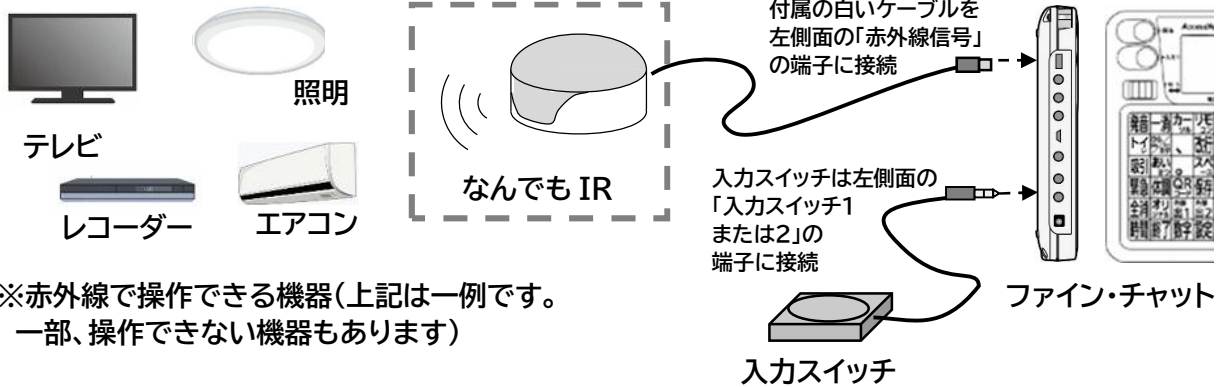 付属の白いケーブルを
左側面の「赤外線信号」
の端子に接続
照明
テレビ
レコーダー
エアコン
なんでも IR
入力スイッチは左側面の
「入力スイッチ1
または2」の
端子に接続
ファイン・チャット
※赤外線で操作できる機器(上記は一例です。
一部、操作できない機器もあります)
入力スイッチ